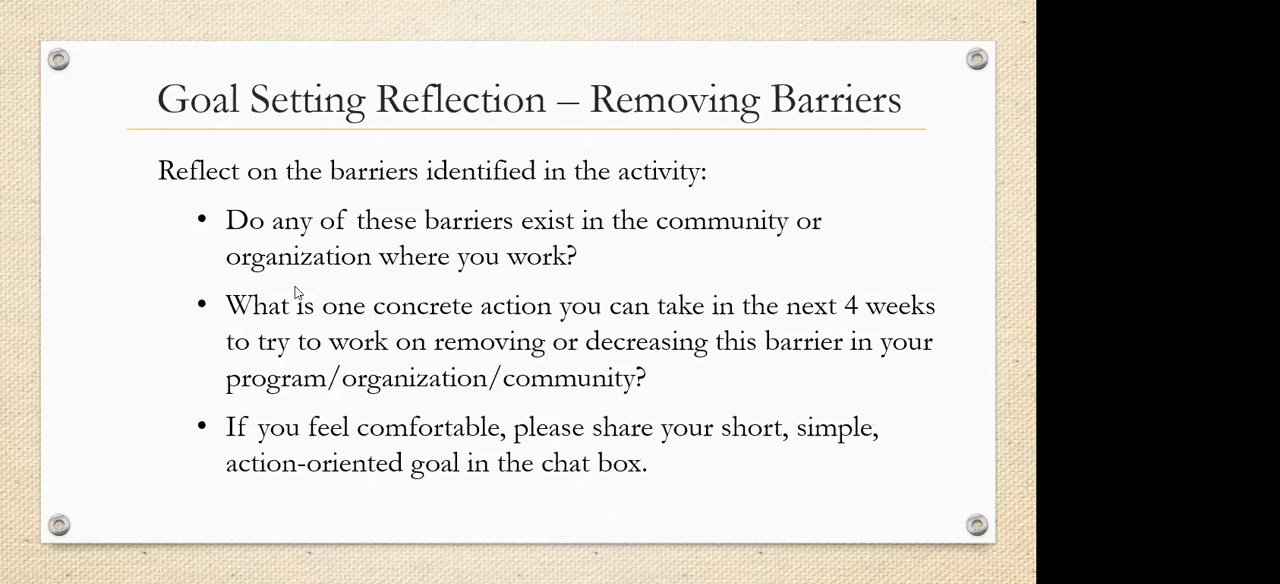 Goal Setting Reflection – Removing Barriers
Reflect on the barriers identified in the activity:
• Do any of these barriers exist in the community or
organization where you work?
• What is one concrete action you can take in the next 4 weeks
to try to work on removing or decreasing this barrier in your
program/organization/community?
• If you feel comfortable, please share your short, simple,
action-oriented goal in the chat box.